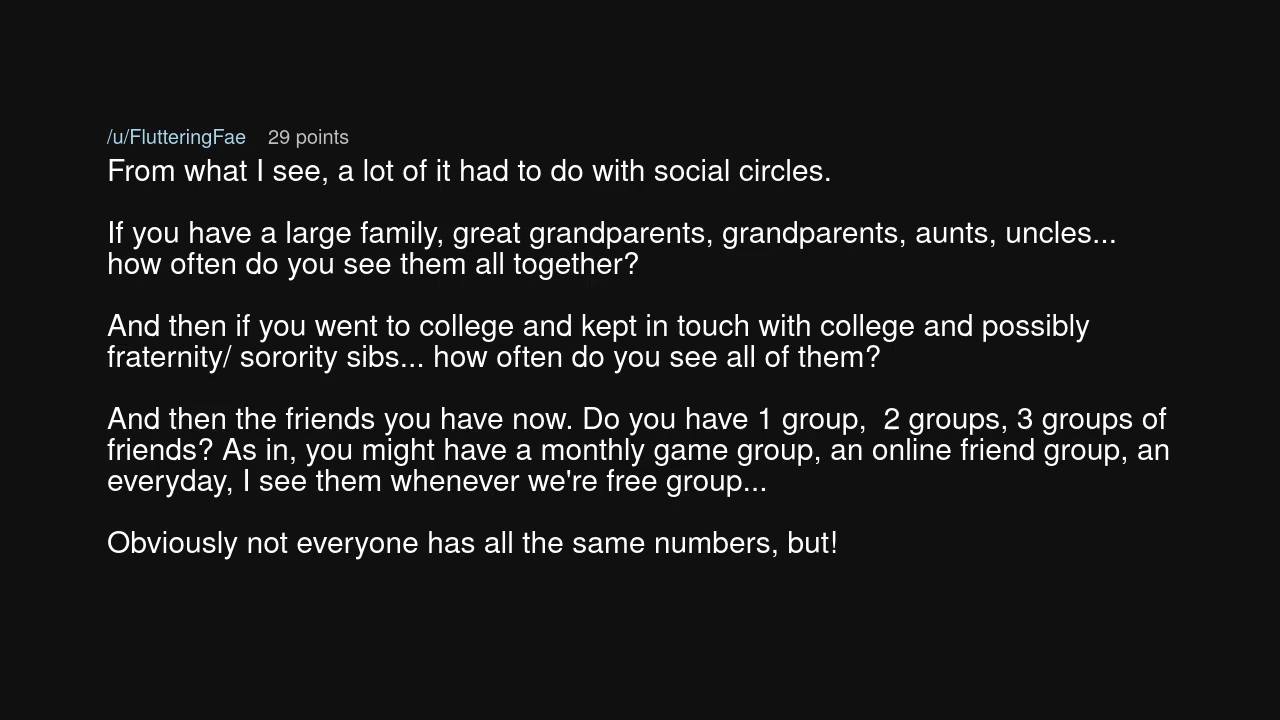 /u/FlutteringFae 29 points
From what I see, a lot of it had to do with social circles.
If you have a large family, great grandparents, grandparents, aunts, uncles...
how often do you see them all together?
And then if you went to college and kept in touch with college and possibly
fraternity/ sorority sibs... how often do you see all of them?
And then the friends you have now. Do you have 1 group,  2 groups, 3 groups of
friends? As in, you might have a monthly game group, an online friend group, an
everyday, I see them whenever we're free group...
Obviously not everyone has all the same numbers, but!